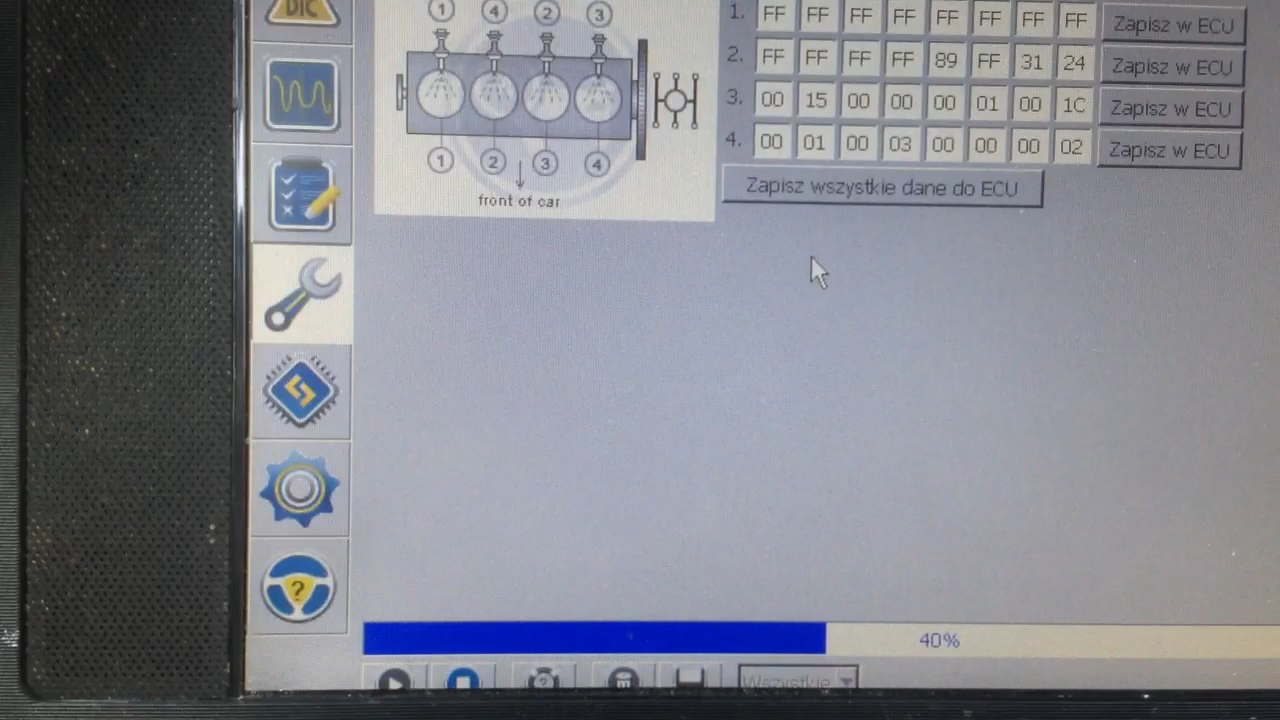 DTC
1 4 2 3
1 2 3 4
front of car
1. FF FF FF FF FF FF FF FF Zapisz w ECU
2. FF FF FF FF 89 FF 31 24 Zapisz w ECU
3. 00 15 00 00 00 01 00 1C Zapisz w ECU
4. 00 01 00 03 00 00 00 02 Zapisz w ECU
Zapisz wszystkie dane do ECU
?
40%
Wszystkie